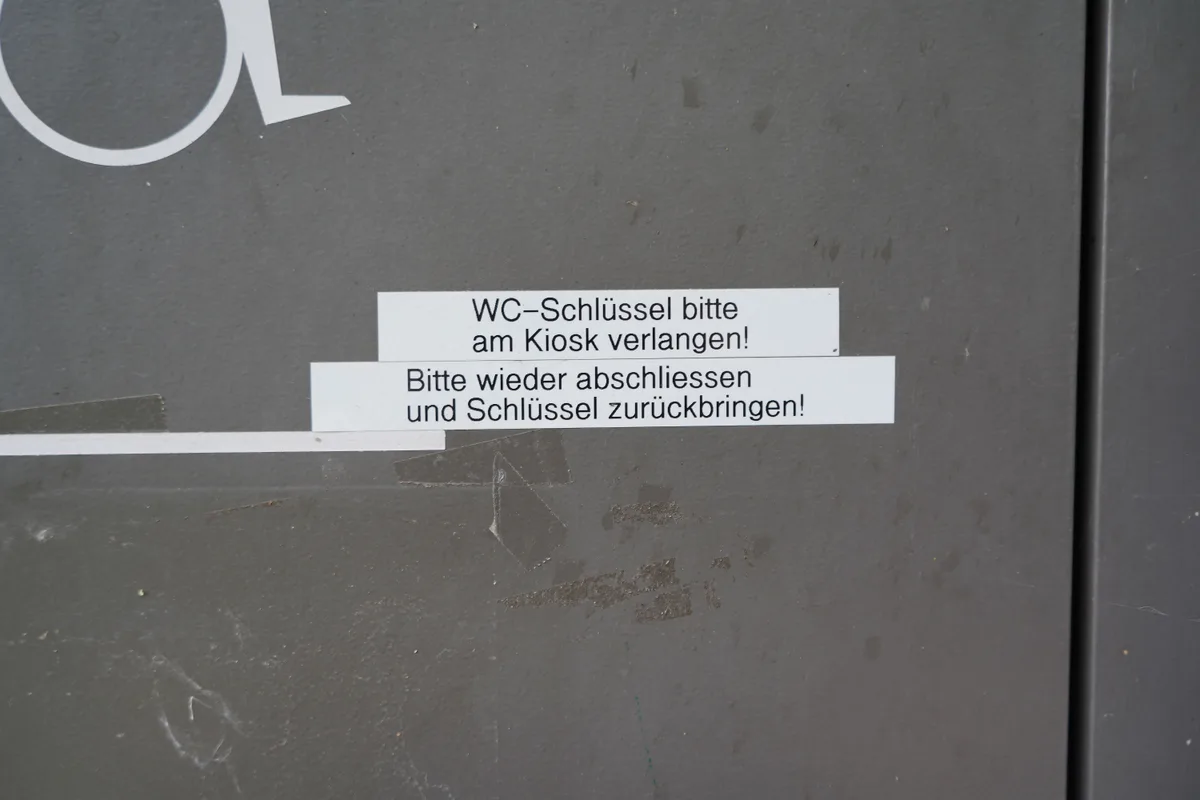 WC-Schlüssel bitte
am Kiosk verlangen!
Bitte wieder abschliessen
und Schlüssel zurückbringen!